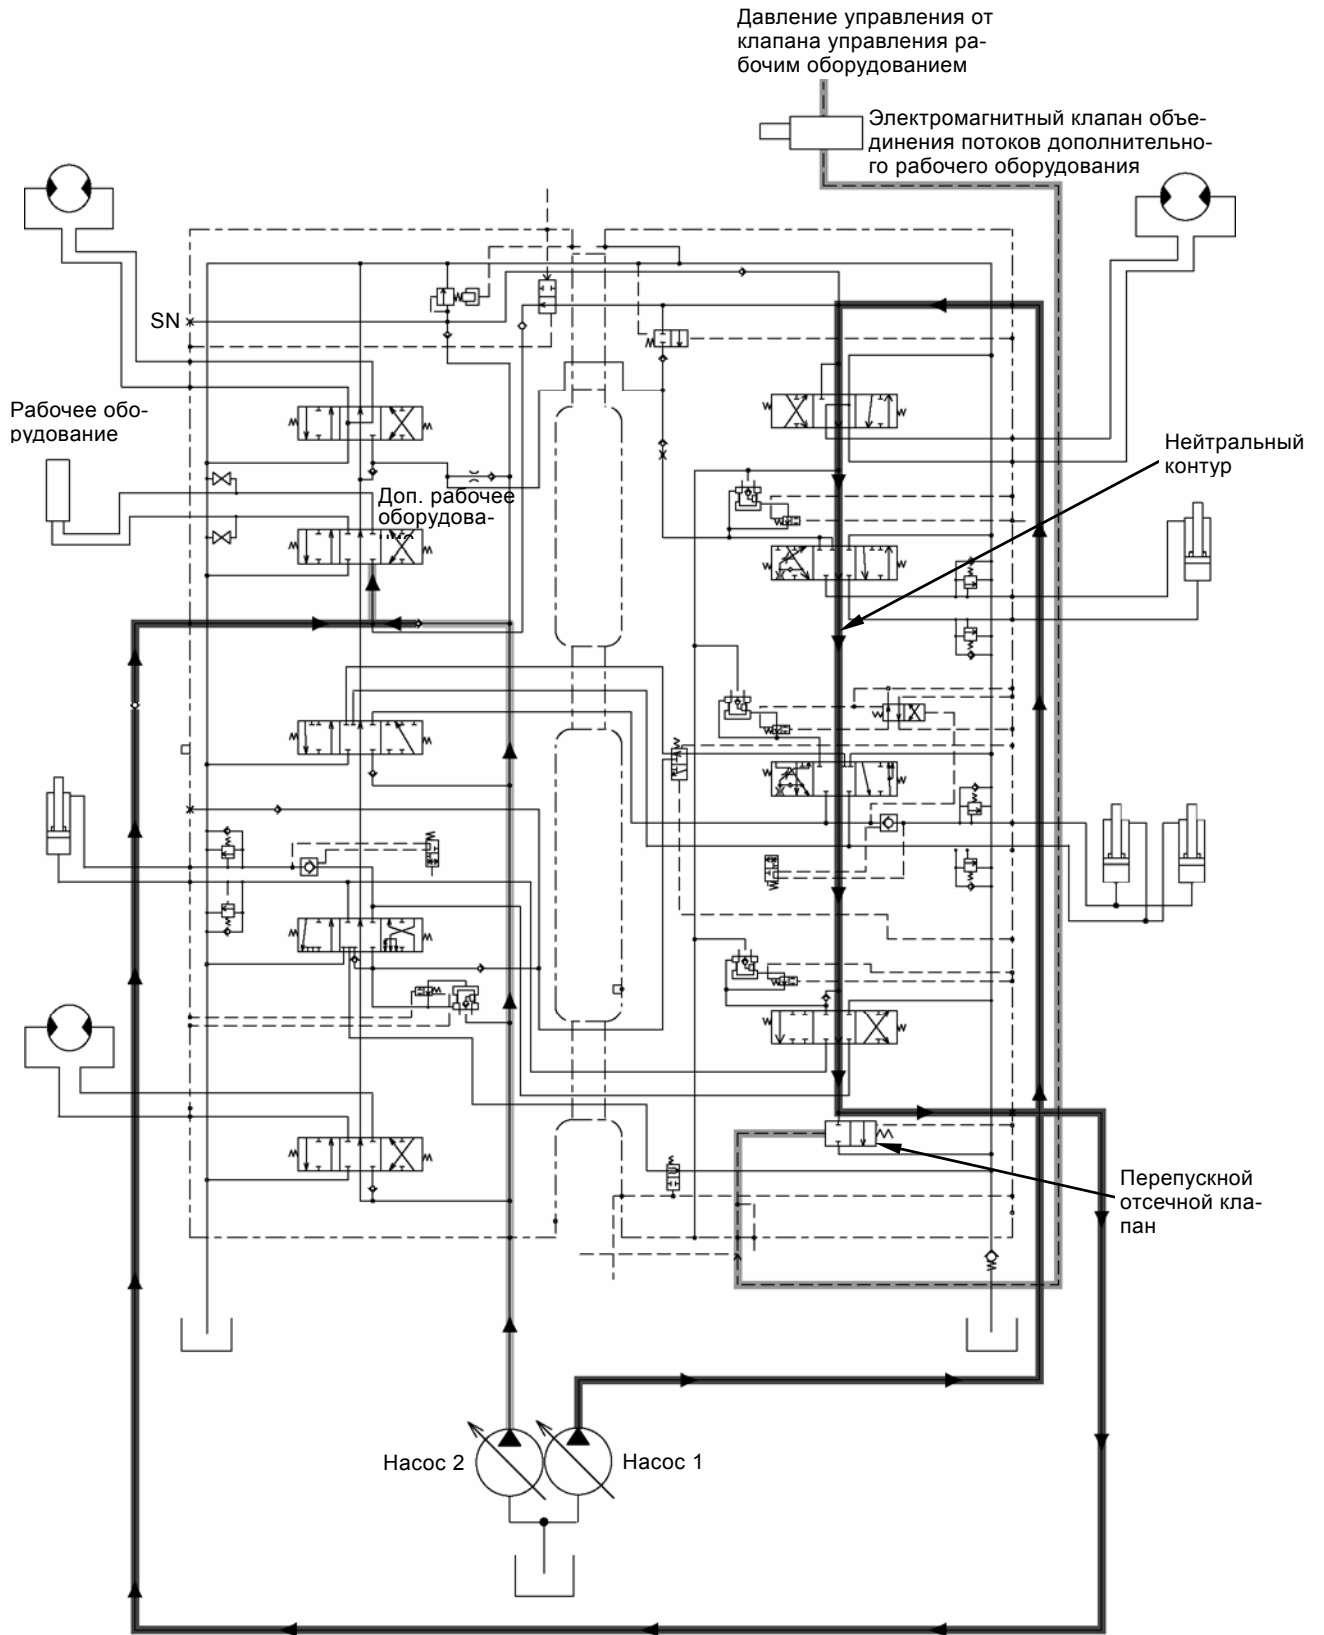 Давление управления от
клапана управления ра-
бочим оборудованием
Электромагнитный клапан объе-
динения потоков дополнительно-
го рабочего оборудования
SN
Рабочее обо-
рудование
Нейтральный
контур
Доп. рабочее
оборудова-
Перепускной
отсечной кла-
пан
Насос 2
Насос 1